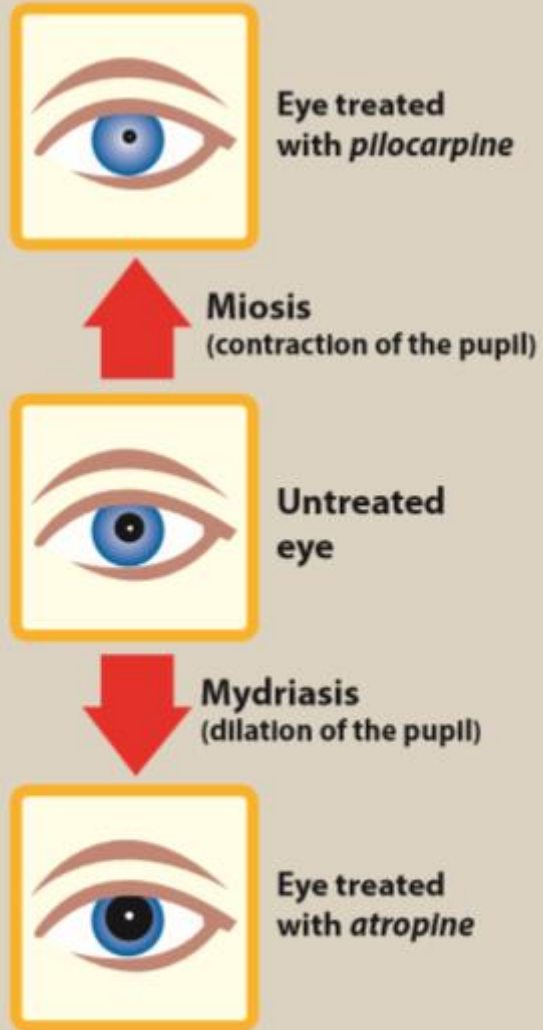 Eye treated
with pilocarpine
Miosis
(contraction of the pupil)
Untreated
eye
Mydriasis
(dilation of the pupil)
Eye treated
with atropine